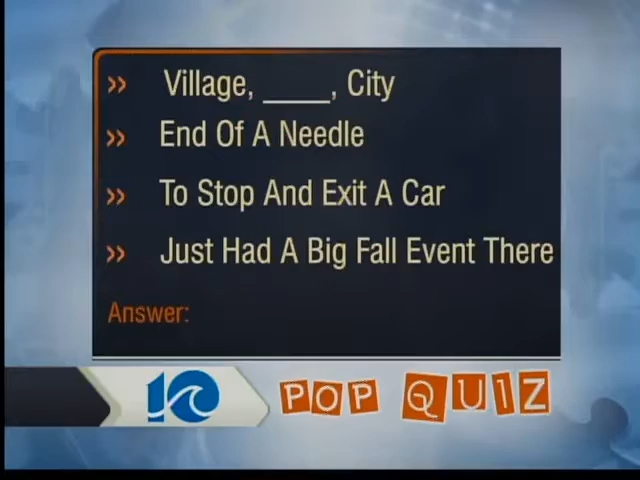 >> Village, ____, City
>> End Of A Needle
>> To Stop And Exit A Car
>> Just Had A Big Fall Event There
Answer:
10 POP QUIZ